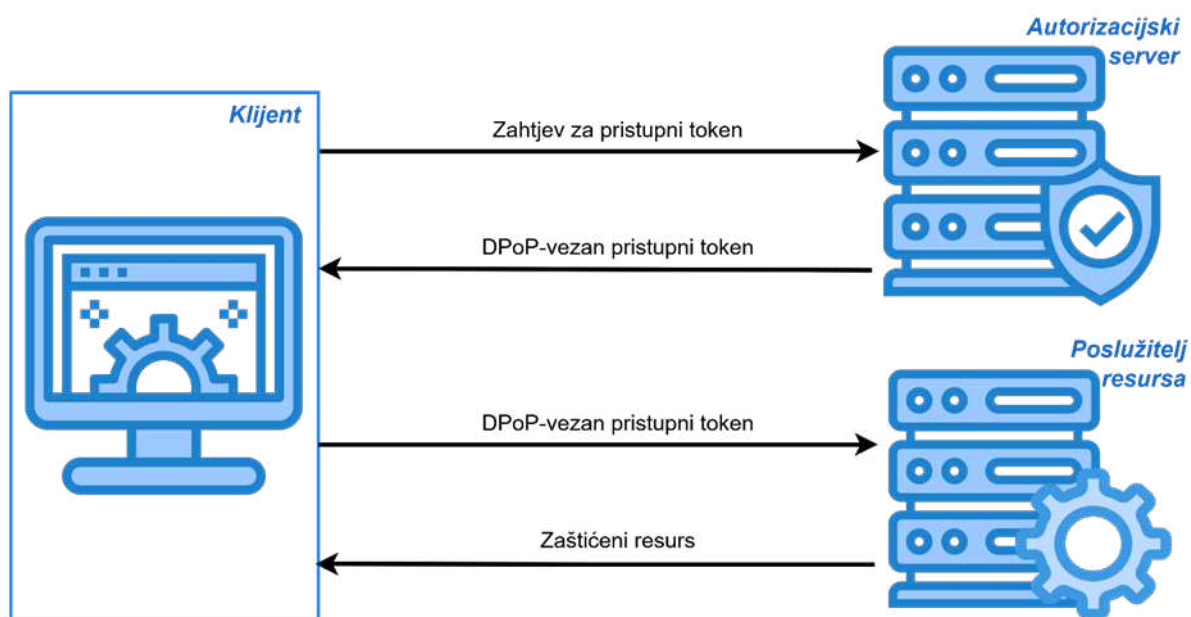 Autorizacijski
server
Klijent
Zahtjev za pristupni token
DPoP-vezan pristupni token
Poslužitelj
resursa
DPoP-vezan pristupni token
Zaštićeni resurs